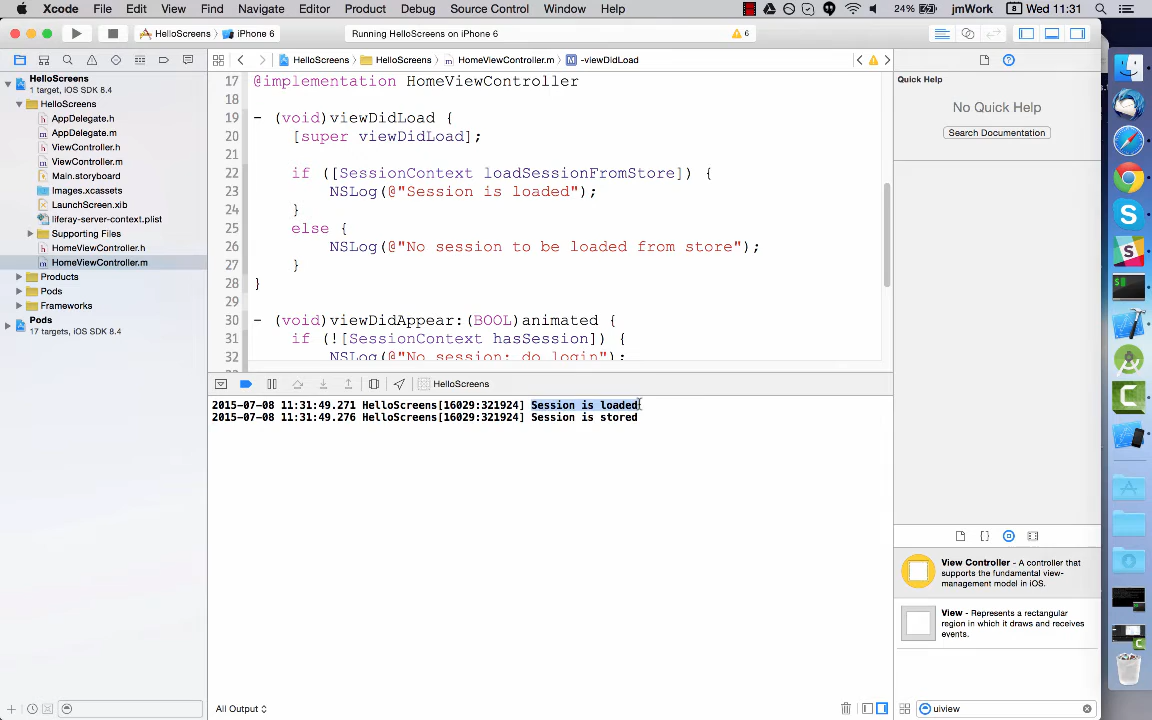 Xcode File Edit View Find Navigate Editor Product Debug Source Control Window Help
24% jmWork 8 Wed 11:31
HelloScreens iPhone 6
Running HelloScreens on iPhone 6
6
HelloScreens
1 target, iOS SDK 8.4
HelloScreens
AppDelegate.h
AppDelegate.m
ViewController.h
ViewController.m
Main.storyboard
Images.xcassets
LaunchScreen.xib
liferay-server-context.plist
Supporting Files
HomeViewController.h
HomeViewController.m
Products
Pods
Frameworks
Pods
17 targets, iOS SDK 8.4
HelloScreens HelloScreens HomeViewController.m -viewDidLoad
17 @implementation HomeViewController
18
19 - (void)viewDidLoad {
20 [super viewDidLoad];
21
22 if ([SessionContext loadSessionFromStore]) {
23 NSLog(@"Session is loaded");
24 }
25 else {
26 NSLog(@"No session to be loaded from store");
27 }
28 }
29
30 - (void)viewDidAppear:(BOOL)animated {
31 if (![SessionContext hasSession]) {
32 NSLog(@"No session: do login");
HelloScreens
2015-07-08 11:31:49.271 HelloScreens[16029:321924] Session is loaded
2015-07-08 11:31:49.276 HelloScreens[16029:321924] Session is stored
All Output
Quick Help
No Quick Help
Search Documentation
View Controller - A controller that
supports the fundamental view-
management model in iOS.
View - Represents a rectangular
region in which it draws and receives
events.
uiview